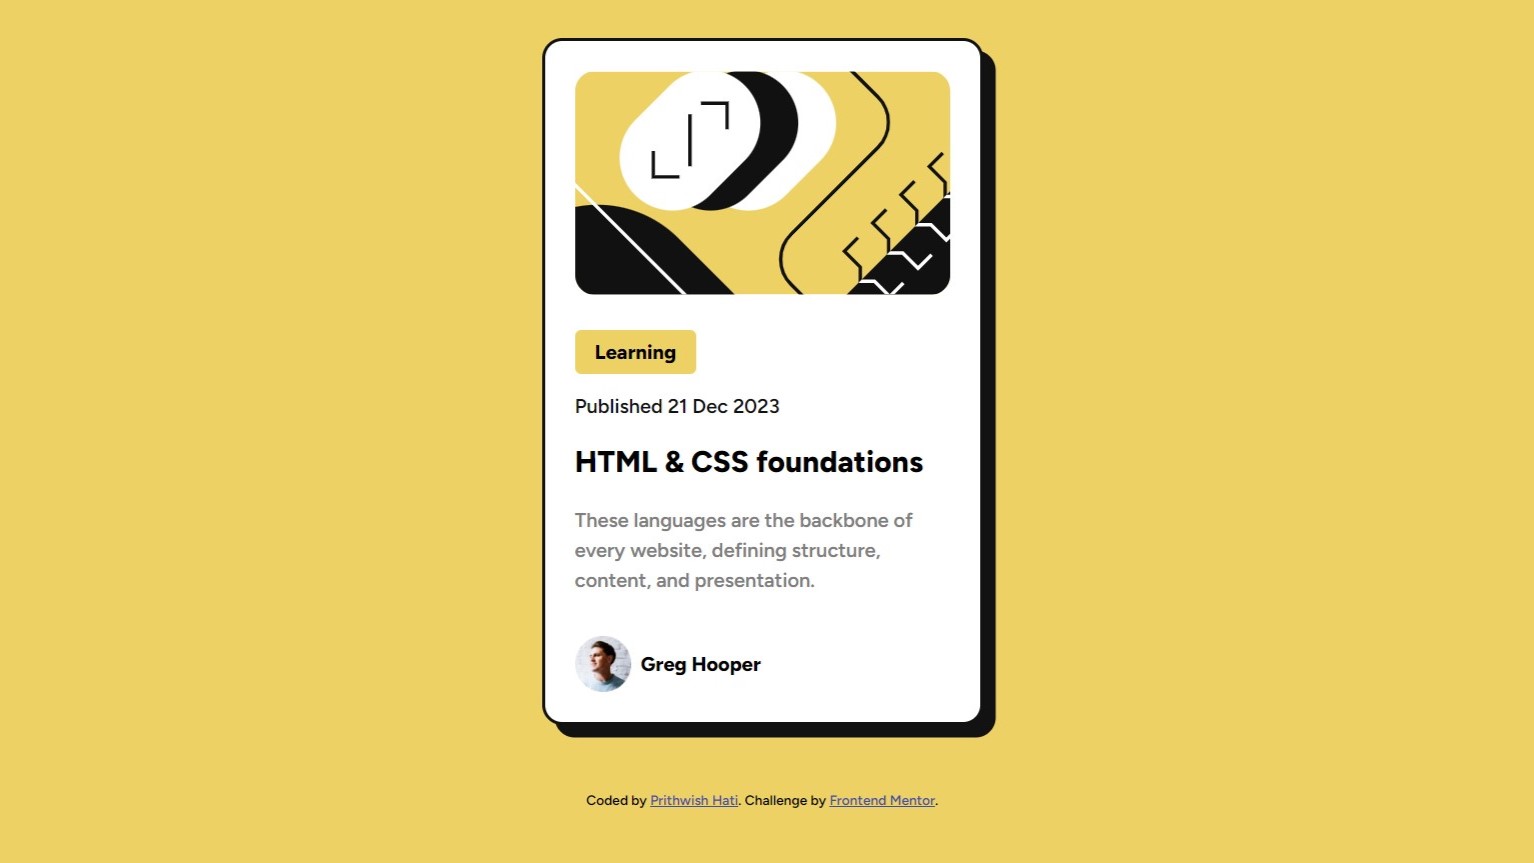 Learning
Published 21 Dec 2023
HTML & CSS foundations
These languages are the backbone of
every website, defining structure,
content, and presentation.
Greg Hooper
Coded by Prithwish Hati. Challenge by Frontend Mentor.